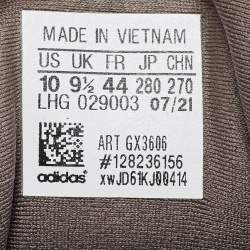 MADE IN VIETNAM
US UK FR JP CHN
10 9½ 44 280 270
LHG 029003 07/21
ART GX3606
#128236156
adidas xwJD61KJ00414